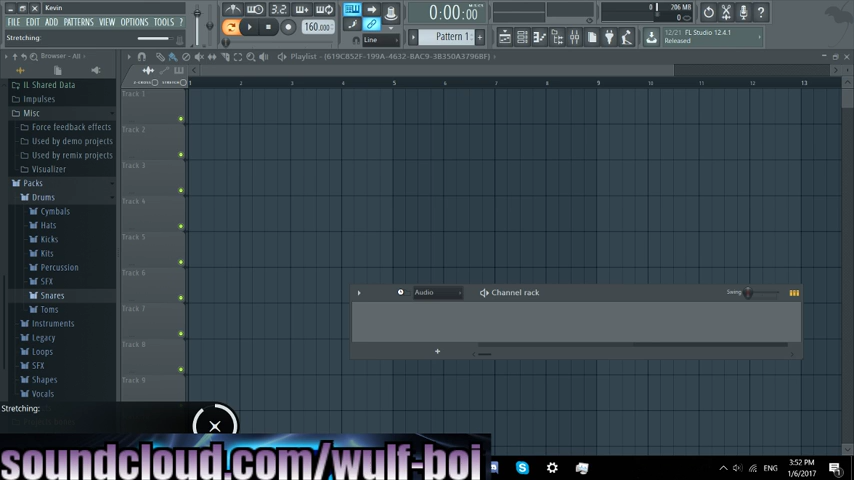 Kevin
FILE EDIT ADD PATTERNS VIEW OPTIONS TOOLS ?
Stretching:
160.000
3.2
Line
0:00:00
Pattern 1
706 MB
0
12/21 FL Studio 12.4.1
Released
Browser - All
Playlist - (619C852F-199A-4632-BAC9-3B350A3796BF)
1 2 3 4 5 6 7 8 9 10 11 12 13
IL Shared Data
Impulses
Misc
Force feedback effects
Used by demo projects
Used by remix projects
Visualizer
Packs
Drums
Cymbals
Hats
Kicks
Kits
Percussion
SFX
Snares
Toms
Instruments
Legacy
Loops
SFX
Shapes
Vocals
Track 1
Track 2
Track 3
Track 4
Track 5
Track 6
Track 7
Track 8
Track 9
Audio
Channel rack
Swing
Stretching:
soundcloud.com/wulf-boi
ENG
3:52 PM
1/6/2017